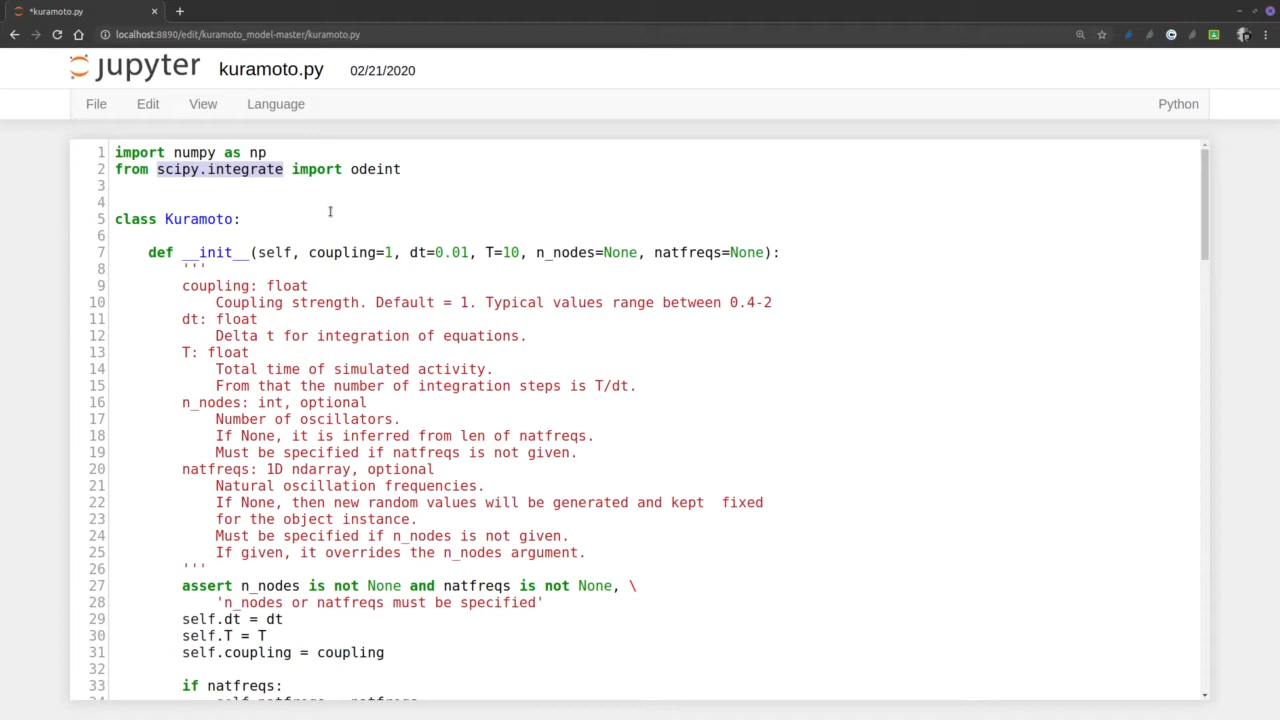 *kuramoto.py
localhost:8890/edit/kuramoto_model-master/kuramoto.py
jupyter kuramoto.py 02/21/2020
File Edit View Language Python
1 import numpy as np
2 from scipy.integrate import odeint
3
4
5 class Kuramoto:
6
7     def __init__(self, coupling=1, dt=0.01, T=10, n_nodes=None, natfreqs=None):
8         '''
9         coupling: float
10             Coupling strength. Default = 1. Typical values range between 0.4-2
11         dt: float
12             Delta t for integration of equations.
13         T: float
14             Total time of simulated activity.
15             From that the number of integration steps is T/dt.
16         n_nodes: int, optional
17             Number of oscillators.
18             If None, it is inferred from len of natfreqs.
19             Must be specified if natfreqs is not given.
20         natfreqs: 1D ndarray, optional
21             Natural oscillation frequencies.
22             If None, then new random values will be generated and kept  fixed
23             for the object instance.
24             Must be specified if n_nodes is not given.
25             If given, it overrides the n_nodes argument.
26         '''
27         assert n_nodes is not None and natfreqs is not None, \
28             'n_nodes or natfreqs must be specified'
29         self.dt = dt
30         self.T = T
31         self.coupling = coupling
32
33         if natfreqs: